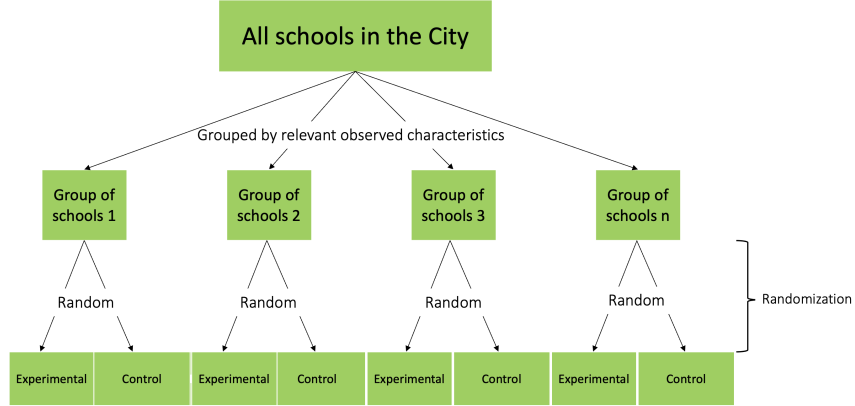 All schools in the City
Grouped by relevant observed characteristics
Group of
schools 1
Group of
schools 2
Group of
schools 3
Group of
schools n
Random
Random
Random
Random
Randomization
Experimental
Control
Experimental
Control
Experimental
Control
Experimental
Control